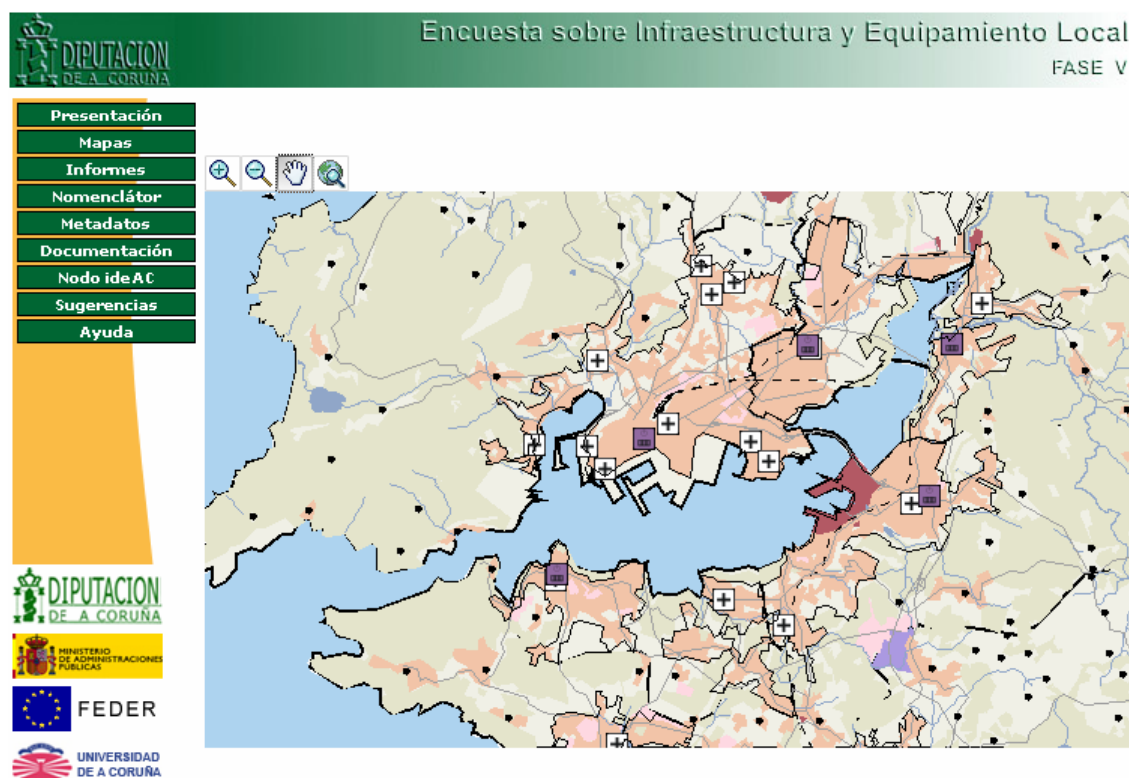 DIPUTACION
DE A CORUÑA
Encuesta sobre Infraestructura y Equipamiento Local
FASE V
Presentación
Mapas
Informes
Nomenclátor
Metadatos
Documentación
Nodo ideAC
Sugerencias
Ayuda
DIPUTACION
DE A CORUÑA
MINISTERIO
DE ADMINISTRACIONES
PÚBLICAS
FEDER
UNIVERSIDAD
DE A CORUÑA